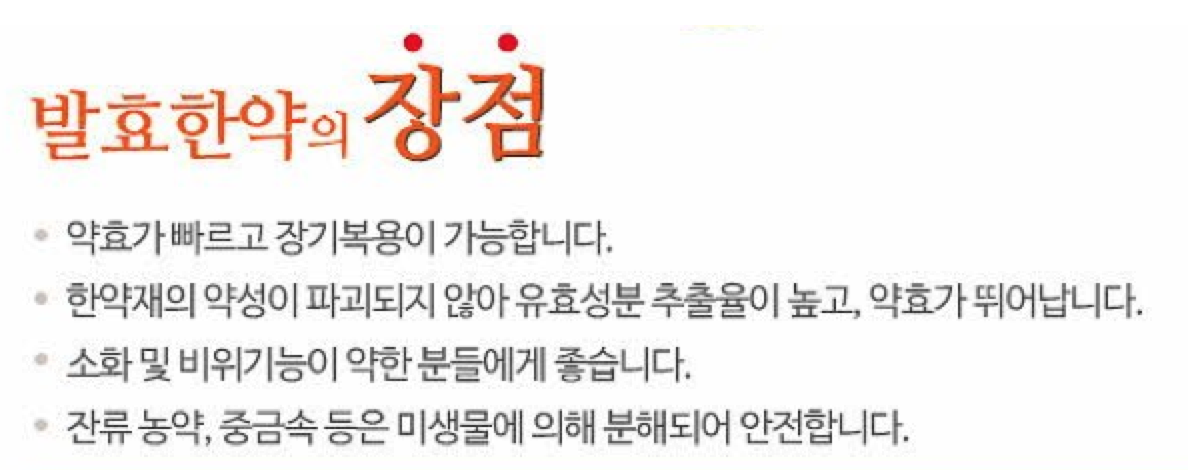 발효한약의 장점
• 약효가 빠르고 장기복용이 가능합니다.
• 한약재의 약성이 파괴되지 않아 유효성분 추출율이 높고, 약효가 뛰어납니다.
• 소화 및 비위기능이 약한 분들에게 좋습니다.
• 잔류 농약, 중금속 등은 미생물에 의해 분해되어 안전합니다.